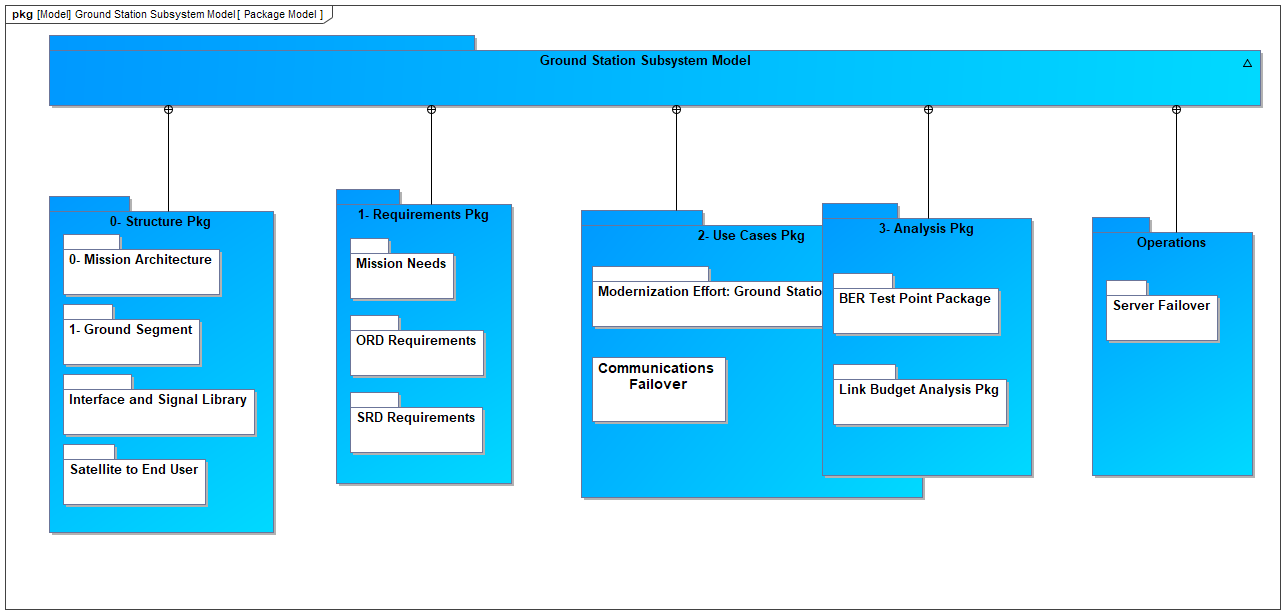 pkg [Model] Ground Station Subsystem Model [ Package Model ]
Ground Station Subsystem Model
0- Structure Pkg
0- Mission Architecture
1- Ground Segment
Interface and Signal Library
Satellite to End User
1- Requirements Pkg
Mission Needs
ORD Requirements
SRD Requirements
2- Use Cases Pkg
Modernization Effort: Ground Statio
Communications
Failover
3- Analysis Pkg
BER Test Point Package
Link Budget Analysis Pkg
Operations
Server Failover